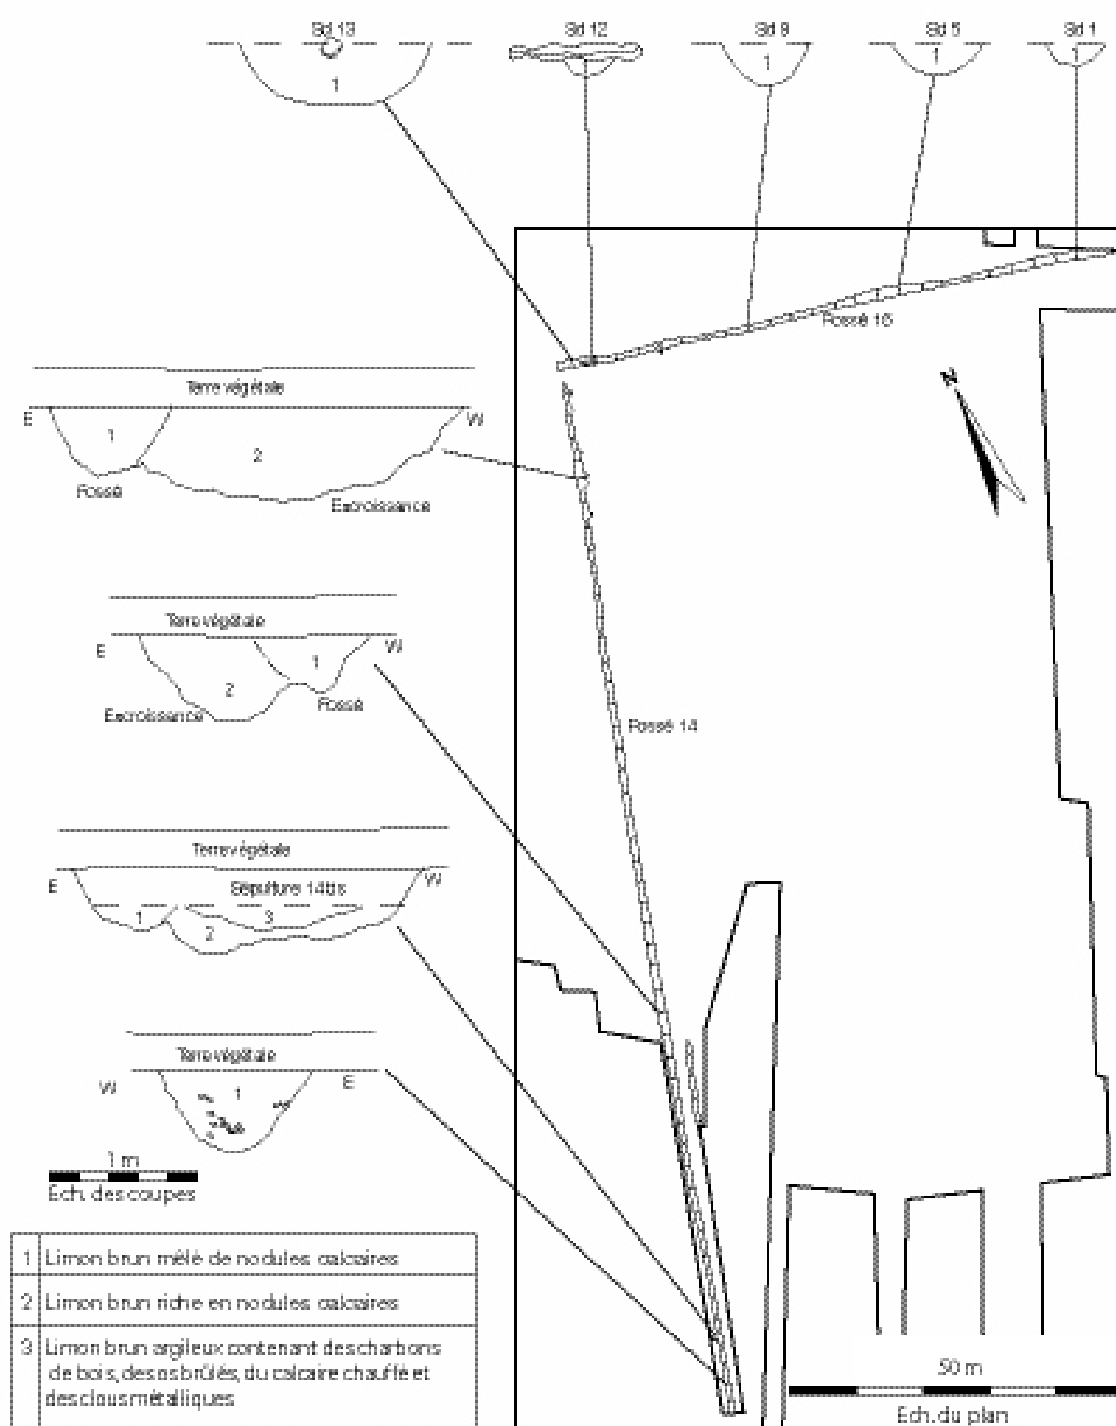 Sd 13
Sd 12
Sd 9
Sd 5
Sd 1
1
1
1
1
Fossé 16
N
Terre végétale
E
W
1
2
Fossé
Excroissance
Terre végétale
E
W
1
2
Excroissance
Fossé
Fossé 14
Terre végétale
E
W
Sépulture 14bis
1
3
2
Terre végétale
W
1
E
1 m
Ech. des coupes
1 Limon brun mêlé de nodules calcaires
2 Limon brun riche en nodules calcaires
3 Limon brun argileux contenant des charbons
de bois, des os brûlés, du calcaire chauffé et
des clous métalliques
50 m
Ech. du plan